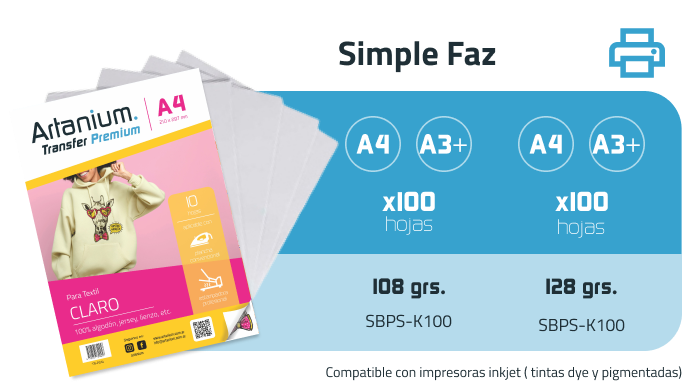 Simple Faz
Artanium.
Transfer Premium
A4
210 x 297 mm
10
Para Textil
CLARO
100% algodón, jersey, lienzo, etc.
A4 A3+
x100
hojas
108 grs.
SBPS-K100
A4 A3+
x100
hojas
128 grs.
SBPS-K100
Compatible con impresoras inkjet ( tintas dye y pigmentadas)